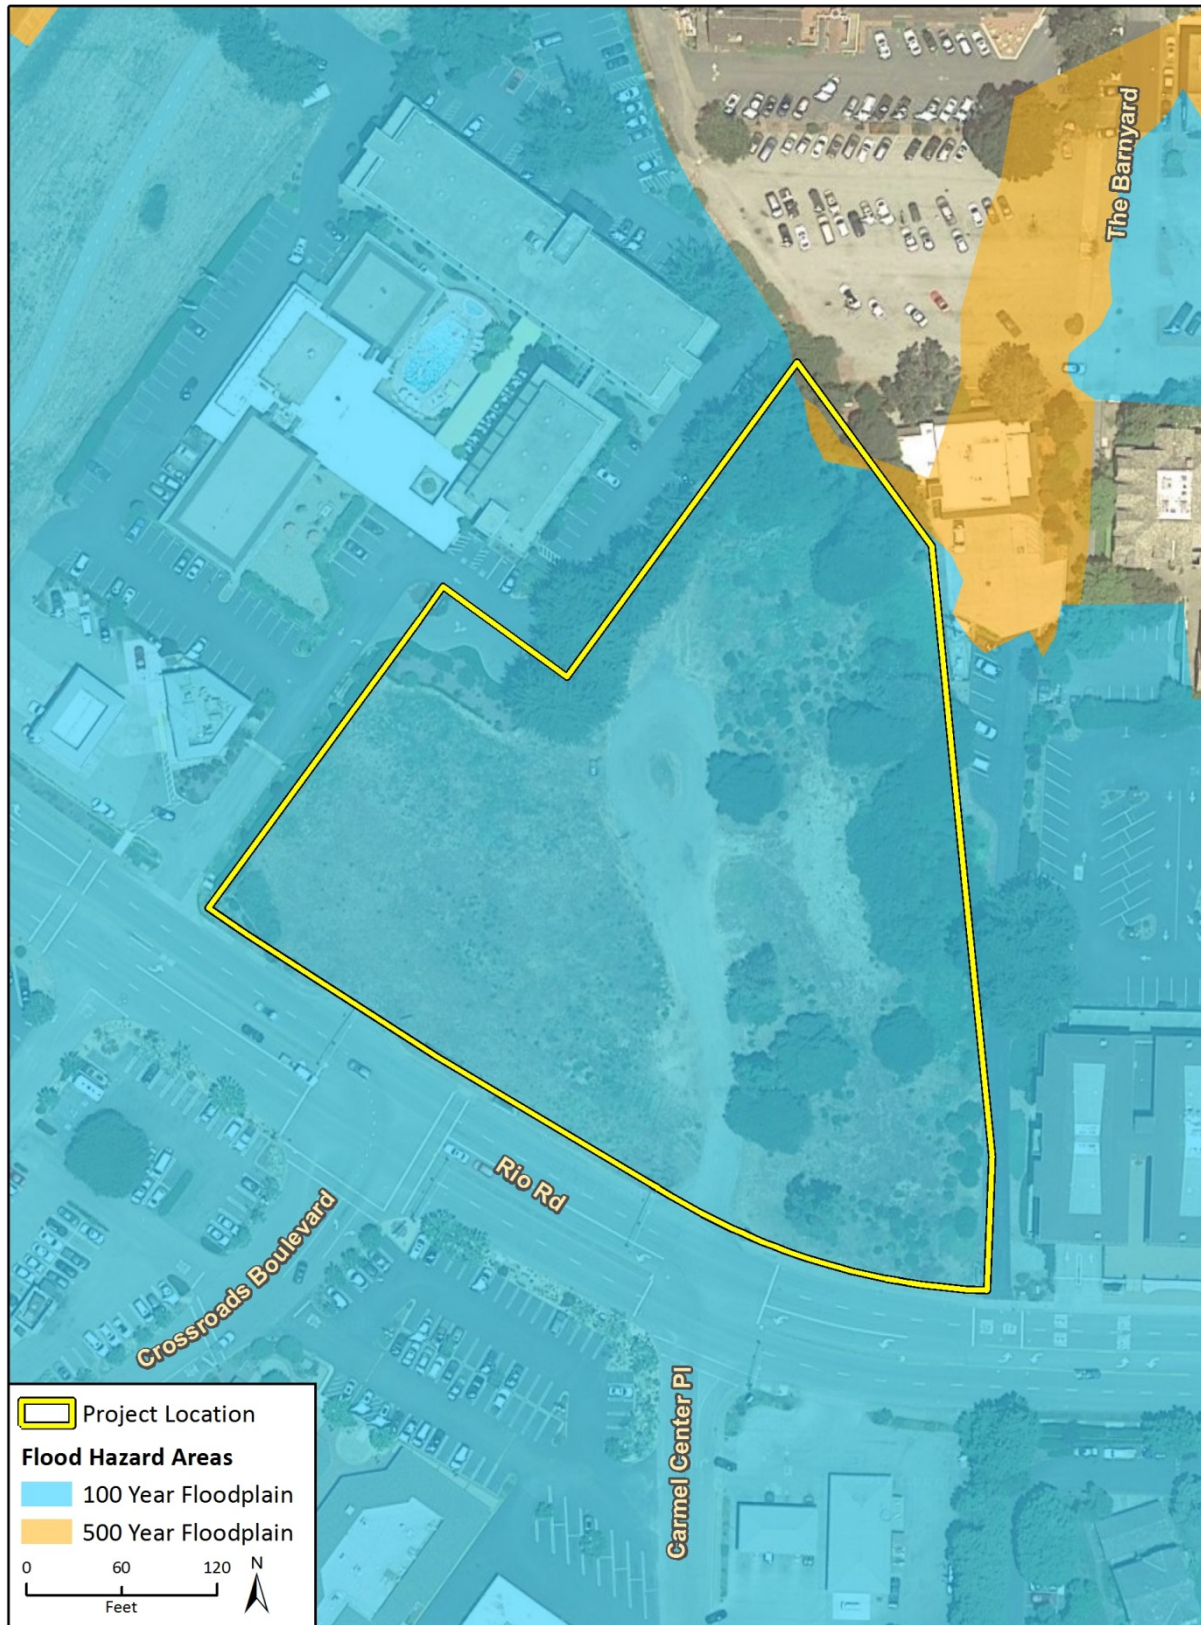 The Barnyard
Rio Rd
Crossroads Boulevard
Carmel Center Pl
Project Location
Flood Hazard Areas
100 Year Floodplain
500 Year Floodplain
0 60 120 N
Feet